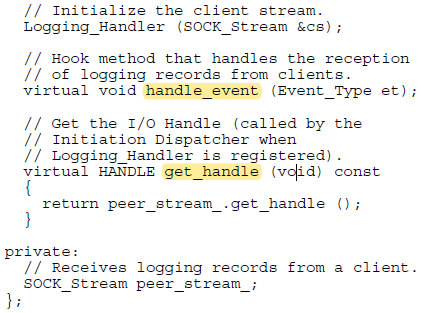 // Initialize the client stream.
Logging_Handler (SOCK_Stream &cs);
// Hook method that handles the reception
// of logging records from clients.
virtual void handle_event (Event_Type et);
// Get the I/O Handle (called by the
// Initiation Dispatcher when
// Logging_Handler is registered).
virtual HANDLE get_handle (void) const
{
return peer_stream_.get_handle ();
}
private:
// Receives logging records from a client.
SOCK_Stream peer_stream_;
};